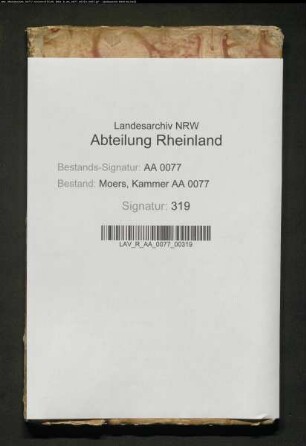 Landesarchiv NRW
Abteilung Rheinland
Bestands-Signatur: AA 0077
Bestand: Moers, Kammer AA 0077
Signatur: 319
LAV_R_AA_0077_00319